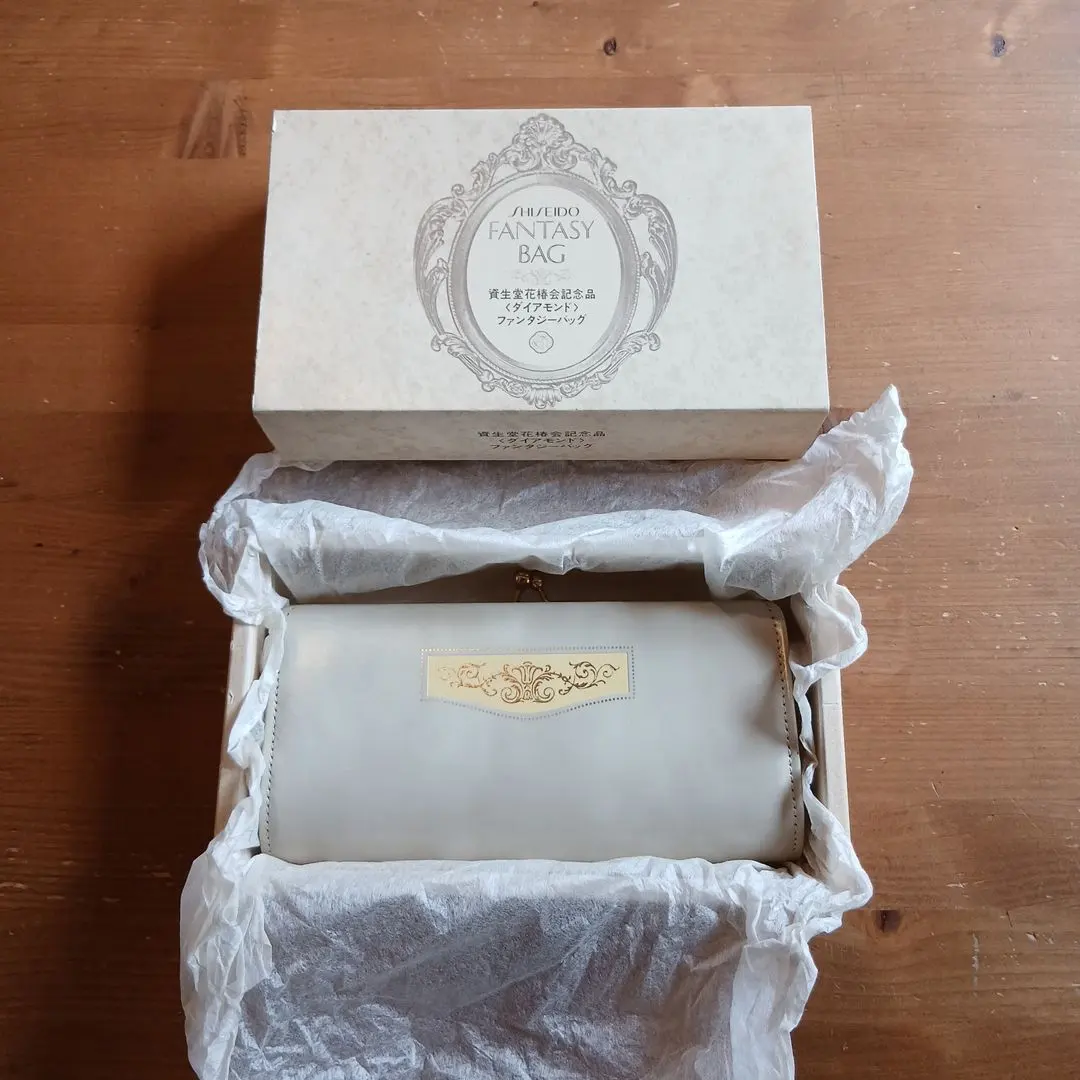 SHISEIDO
FANTASY
BAG
資生堂花椿会記念品
〈ダイアモンド〉
ファンタジーバッグ
資生堂花椿会記念品
〈ダイアモンド〉
ファンタジーバッグ